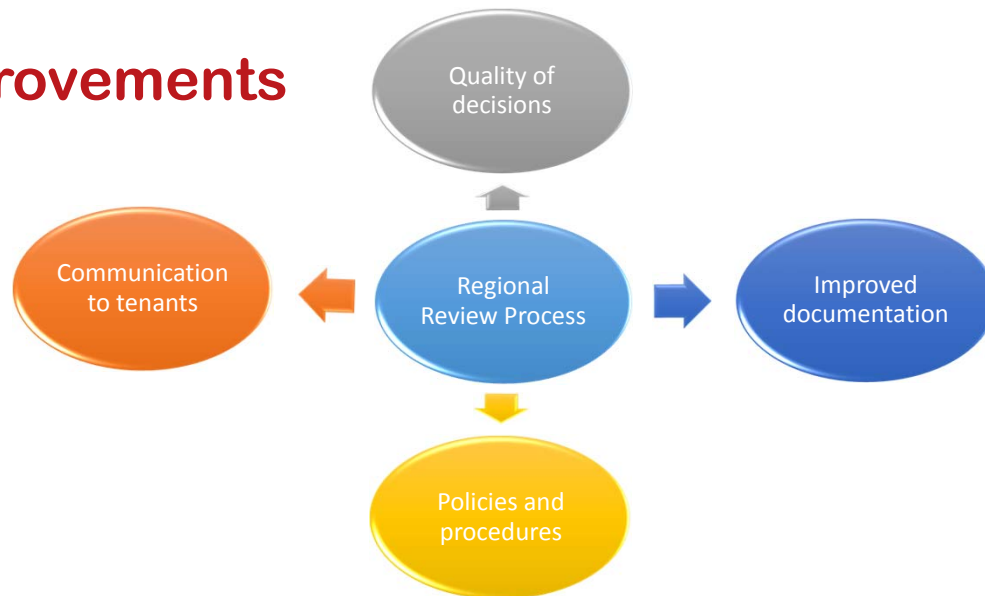 rovements
Quality of
decisions
Communication
to tenants
Regional
Review Process
Improved
documentation
Policies and
procedures